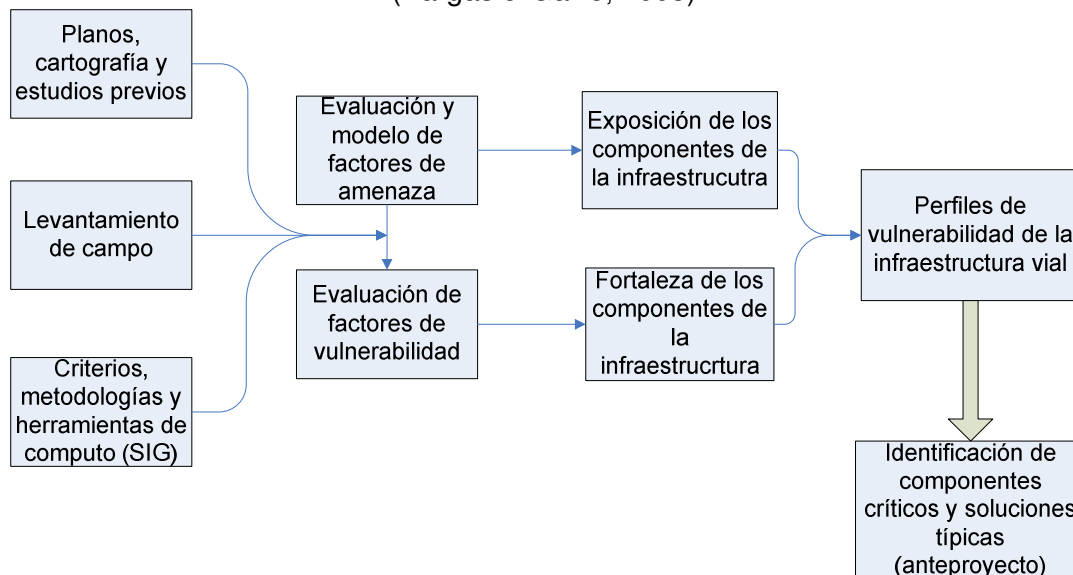 Planos,
cartografía y
estudios previos
Levantamiento
de campo
Criterios,
metodologías y
herramientas de
computo (SIG)
Evaluación y
modelo de
factores de
amenaza
Evaluación de
factores de
vulnerabilidad
Exposición de los
componentes de
la infraestrucutra
Fortaleza de los
componentes de
la
infraestrucrtura
Perfiles de
vulnerabilidad de la
infraestructura vial
Identificación de
componentes
críticos y soluciones
típicas
(anteproyecto)